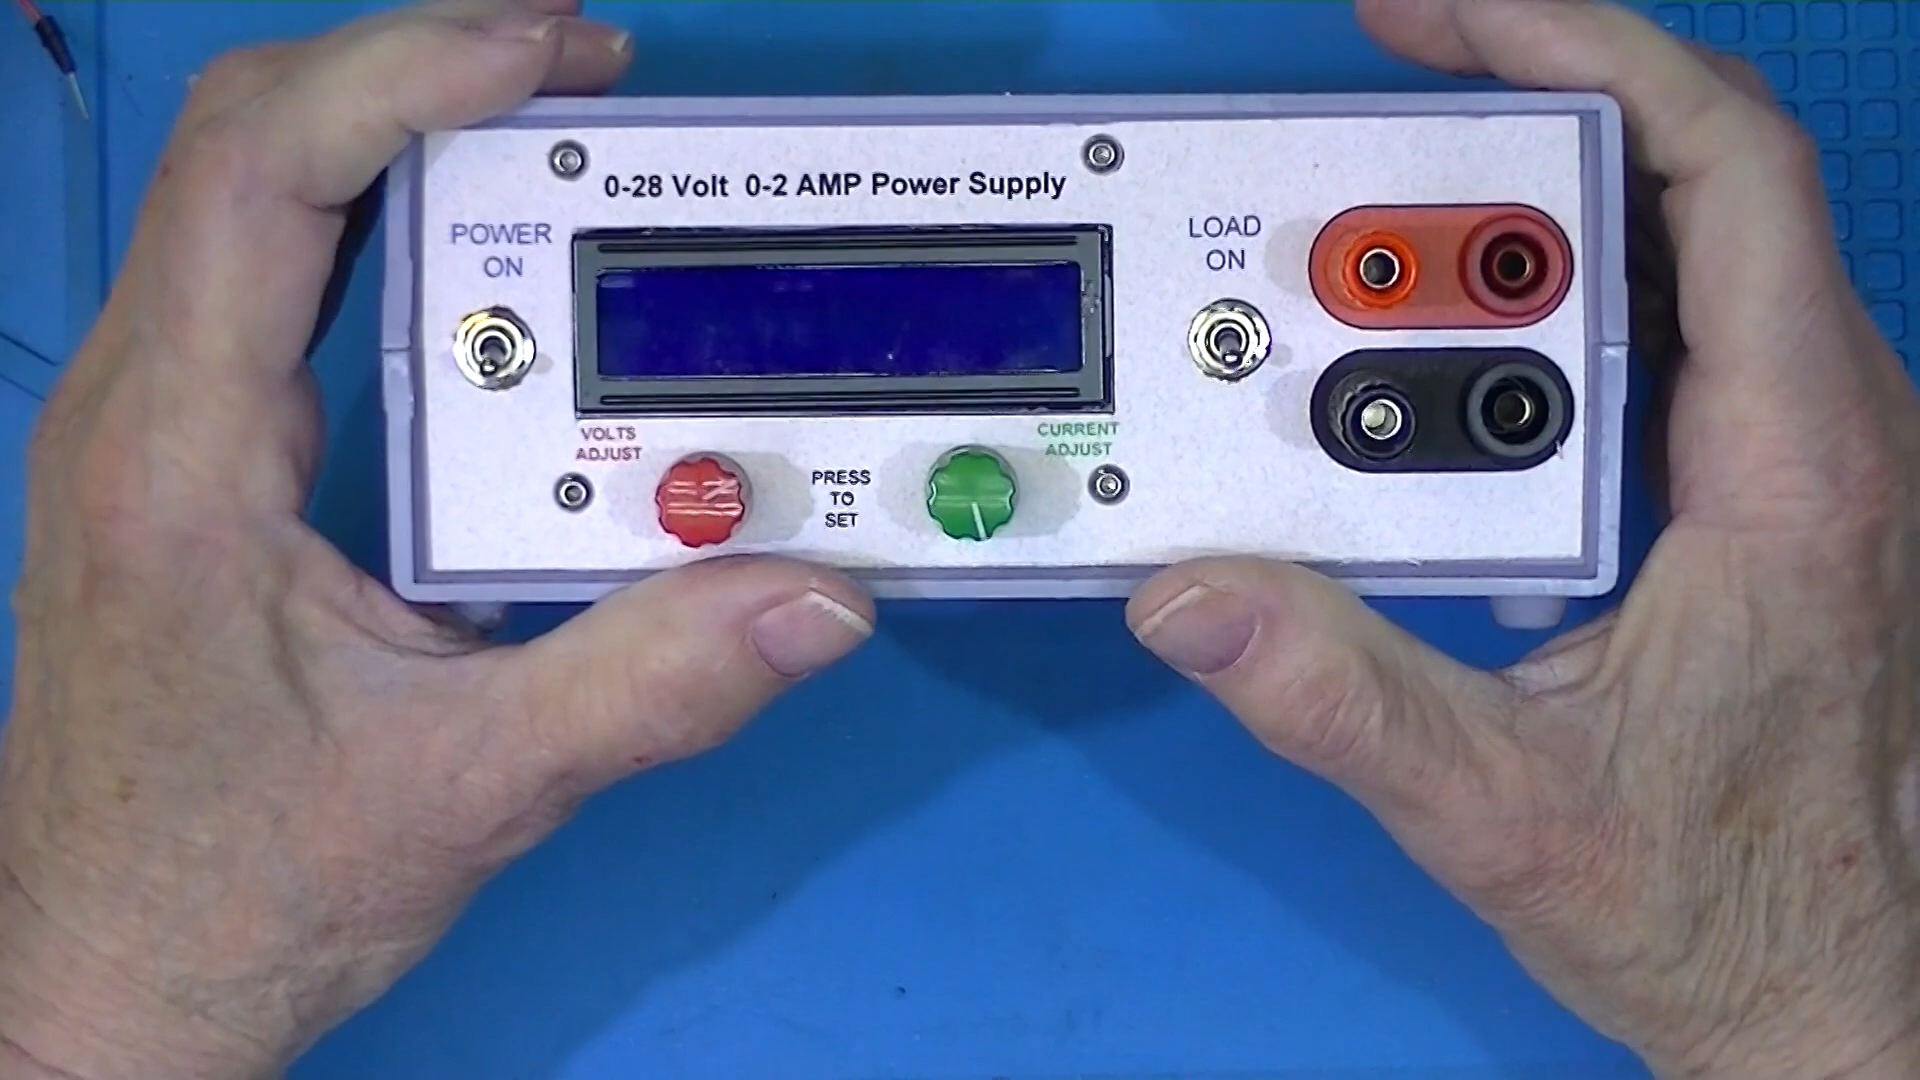 0-28 Volt 0-2 AMP Power Supply
POWER
ON
LOAD
ON
VOLTS
ADJUST
PRESS
TO
SET
CURRENT
ADJUST